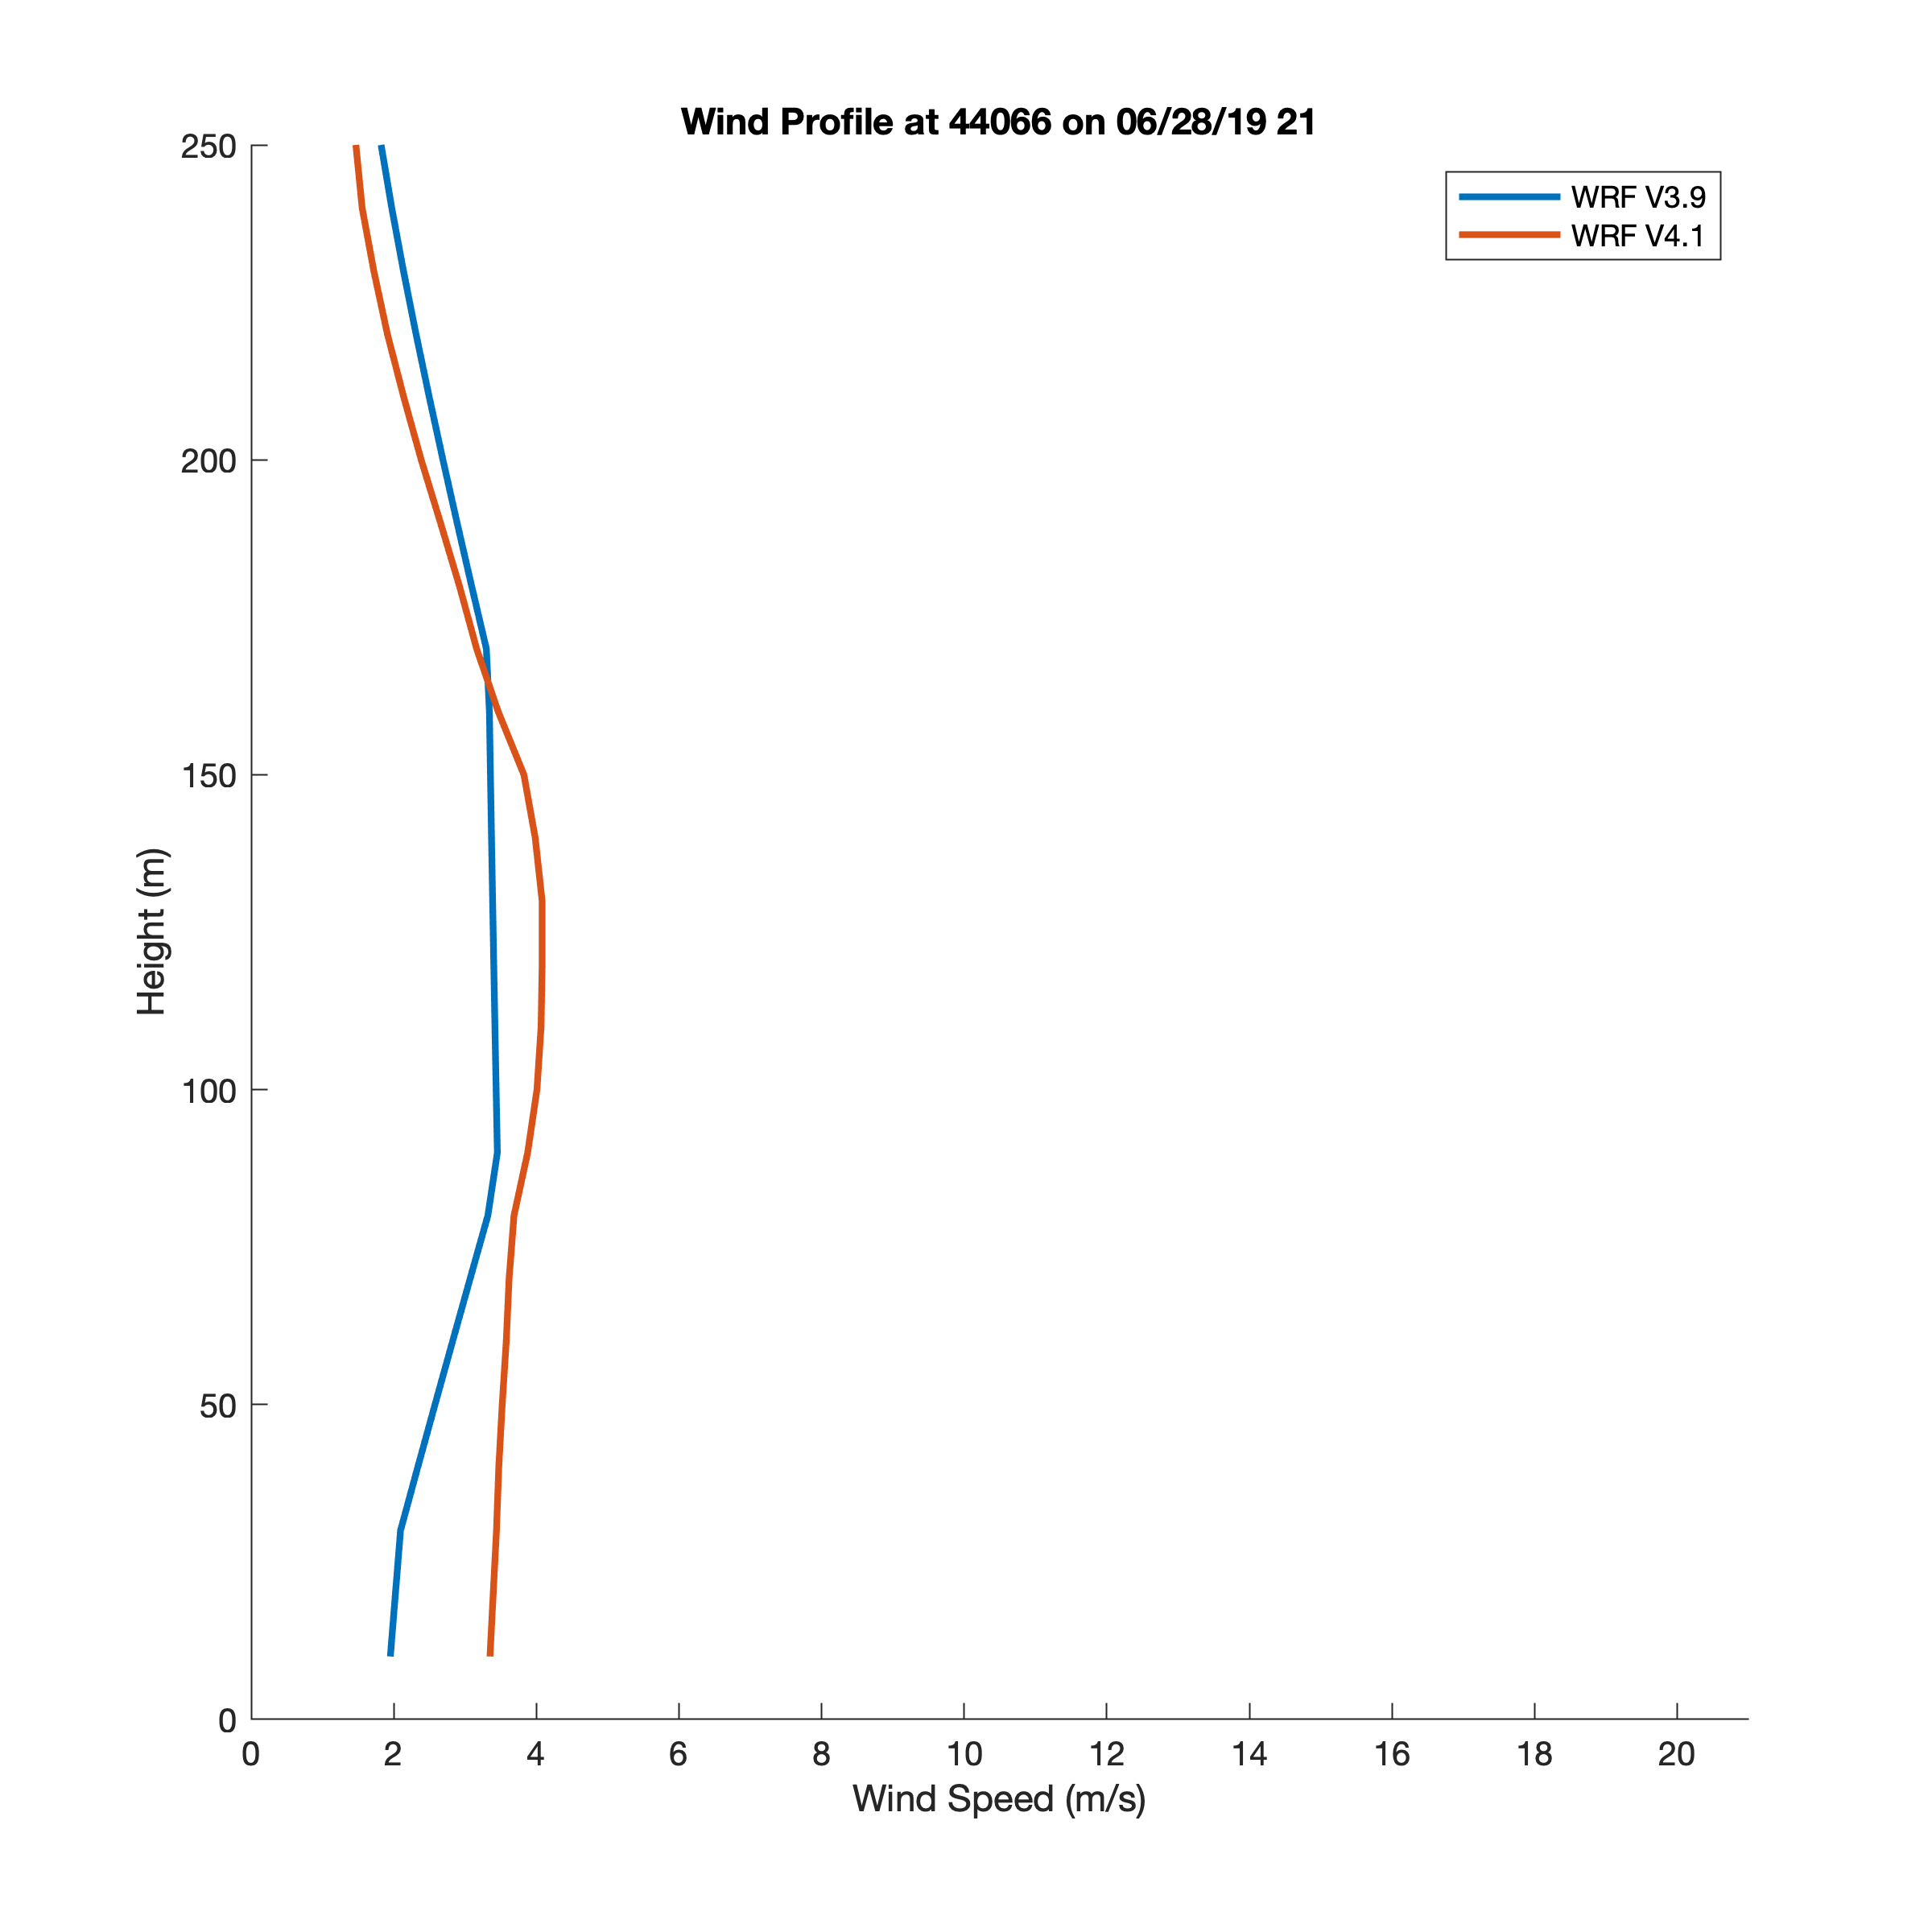 Wind Profile at 44066 on 06/28/19 21
WRF V3.9
WRF V4.1
250
200
150
100
50
0
Height (m)
0 2 4 6 8 10 12 14 16 18 20
Wind Speed (m/s)